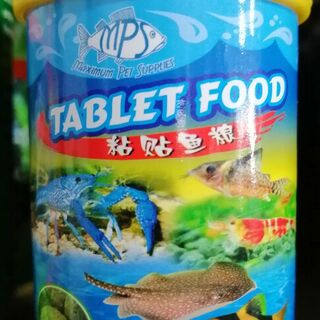 MPS
MAXIMUM PET SUPPLIES
TABLET FOOD
粘贴鱼粮